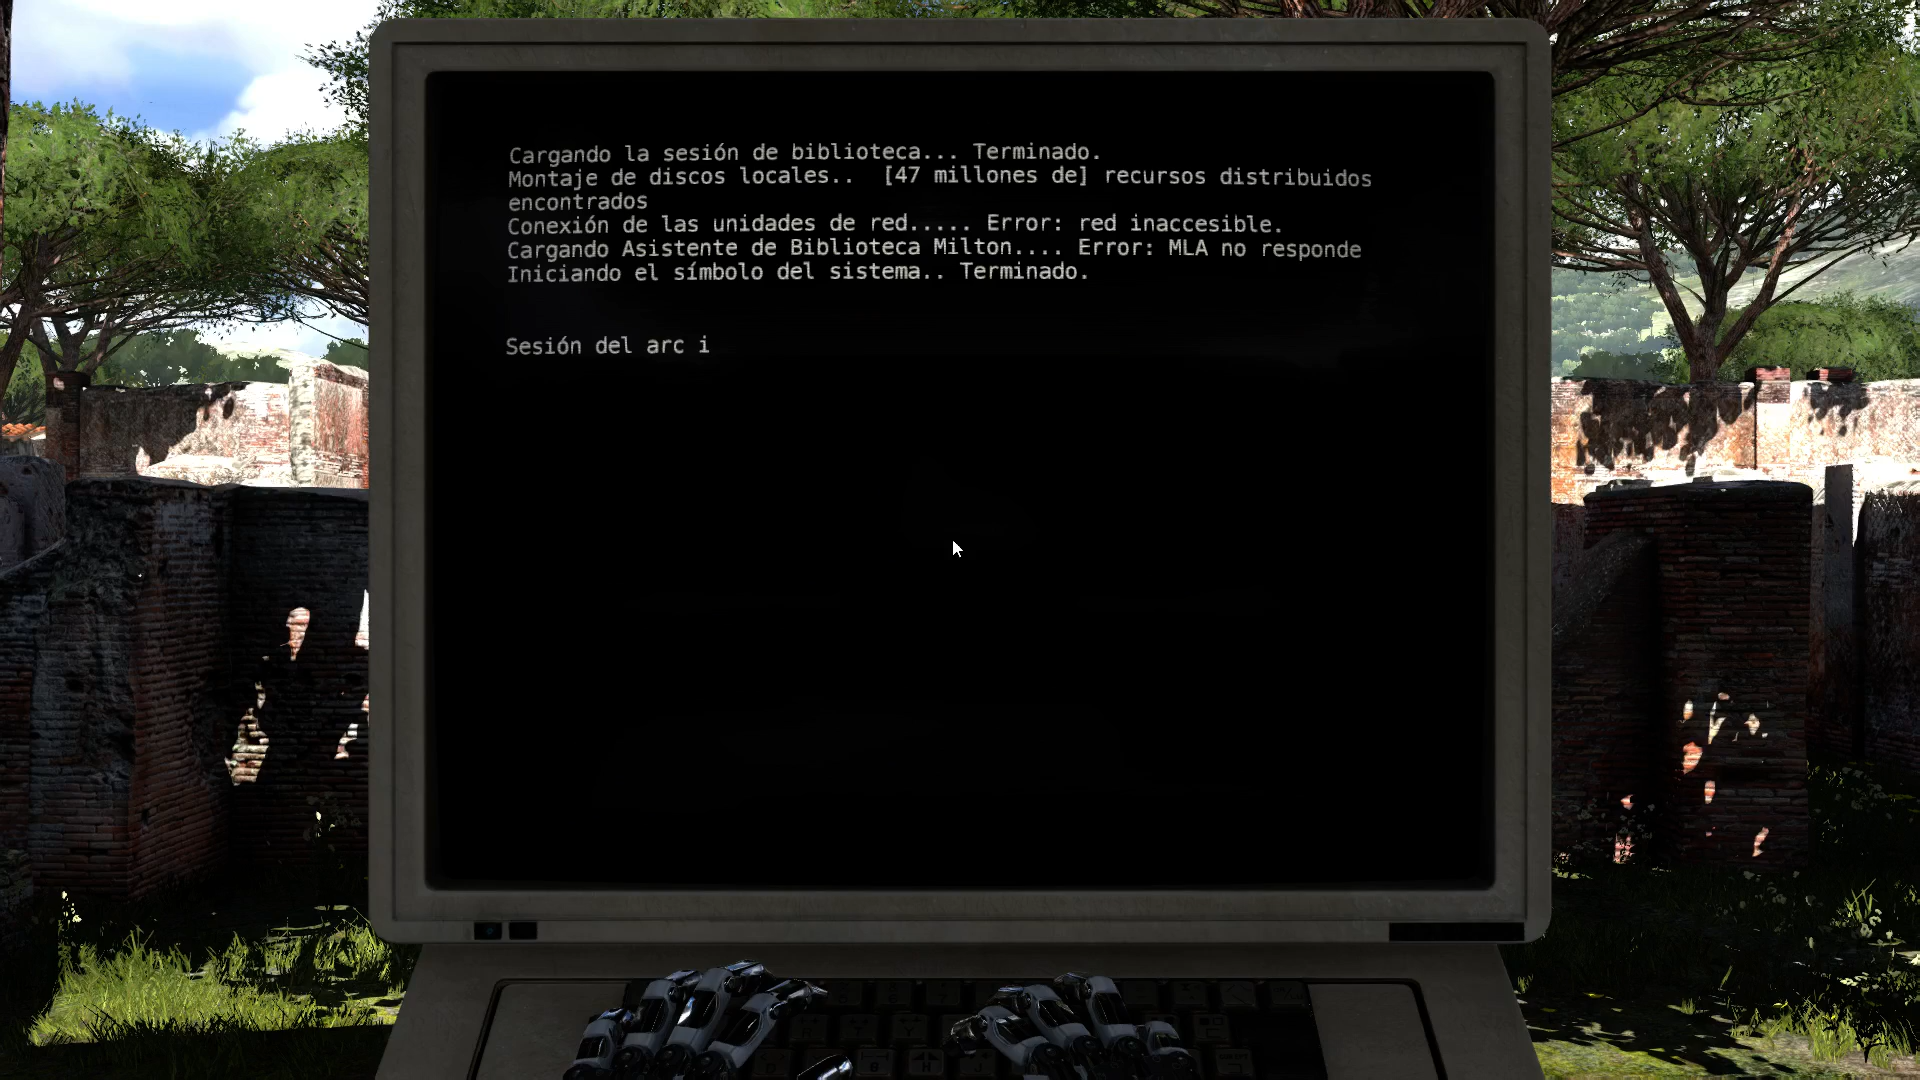 Cargando la sesión de biblioteca... Terminado.
Montaje de discos locales..  [47 millones de] recursos distribuidos
encontrados
Conexión de las unidades de red..... Error: red inaccesible.
Cargando Asistente de Biblioteca Milton.... Error: MLA no responde
Iniciando el símbolo del sistema.. Terminado.
Sesión del arc i